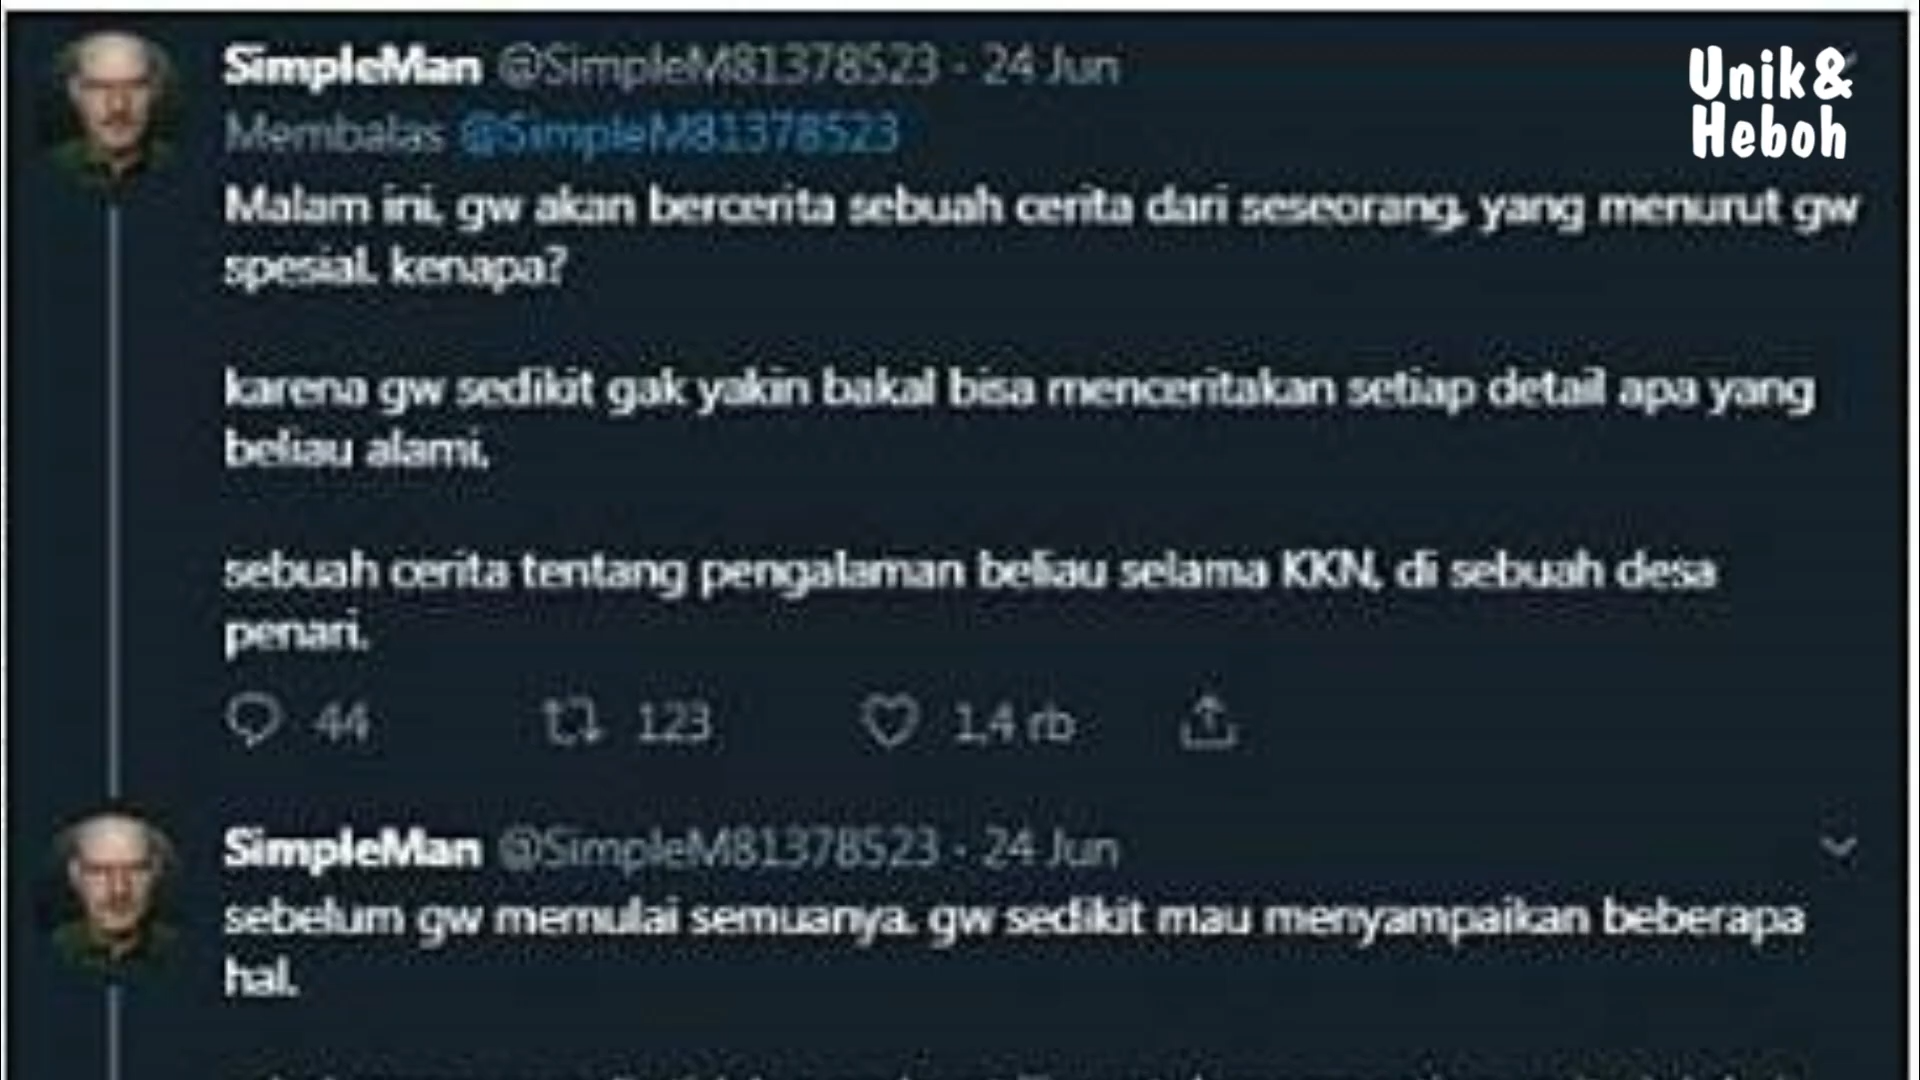 SimpleMan @SimpleM81378523 · 24 Jun
Unik&
Heboh
Membalas @SimpleM81378523
Malam ini, gw akan bercerita sebuah cerita dari seseorang, yang menurut gw
spesial. kenapa?
karena gw sedikit gak yakin bakal bisa menceritakan setiap detail apa yang
beliau alami,
sebuah cerita tentang pengalaman beliau selama KKN, di sebuah desa
penari.
44 123 1,4 rb
SimpleMan @SimpleM81378523 · 24 Jun
sebelum gw memulai semuanya. gw sedikit mau menyampaikan beberapa
hal.